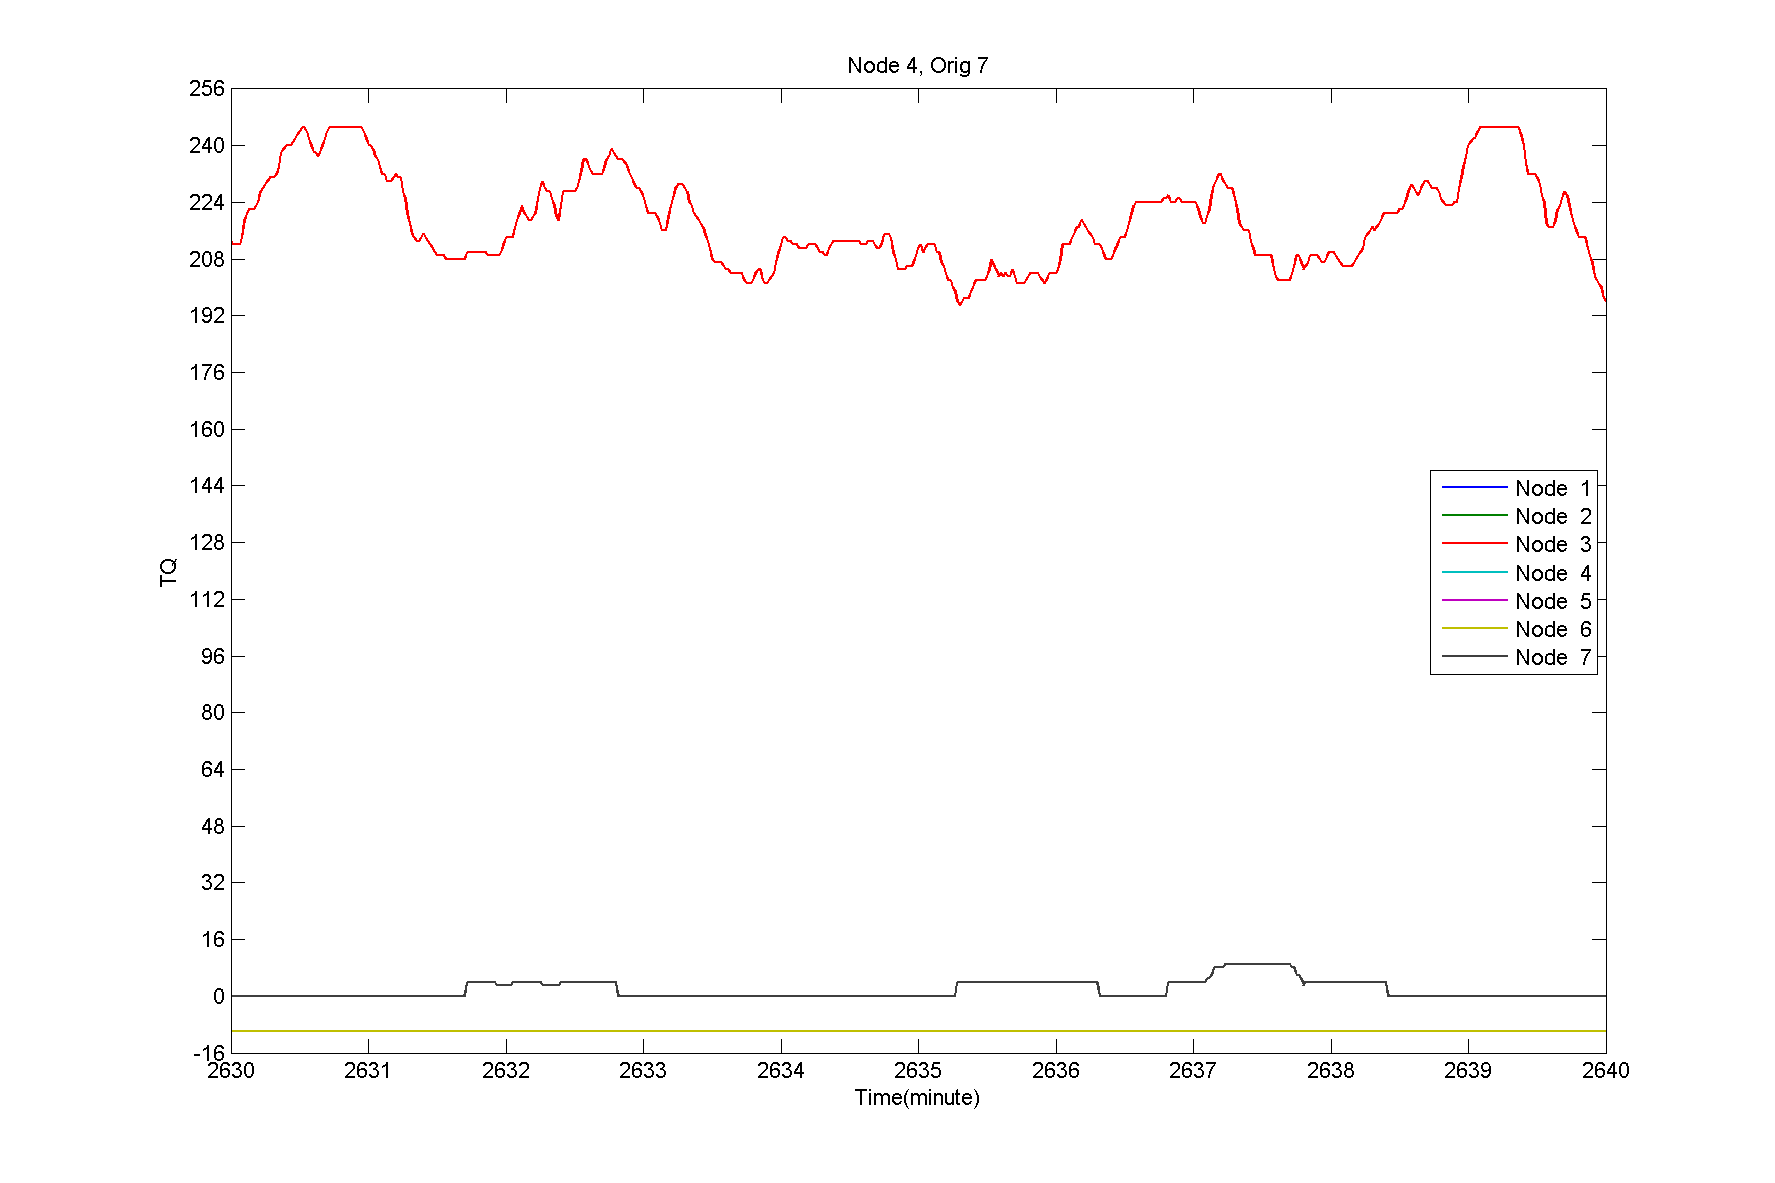 Node 4, Orig 7
256
240
224
208
192
176
160
144
128
112
96
80
64
48
32
16
0
-16
TQ
Node 1
Node 2
Node 3
Node 4
Node 5
Node 6
Node 7
2630 2631 2632 2633 2634 2635 2636 2637 2638 2639 2640
Time(minute)